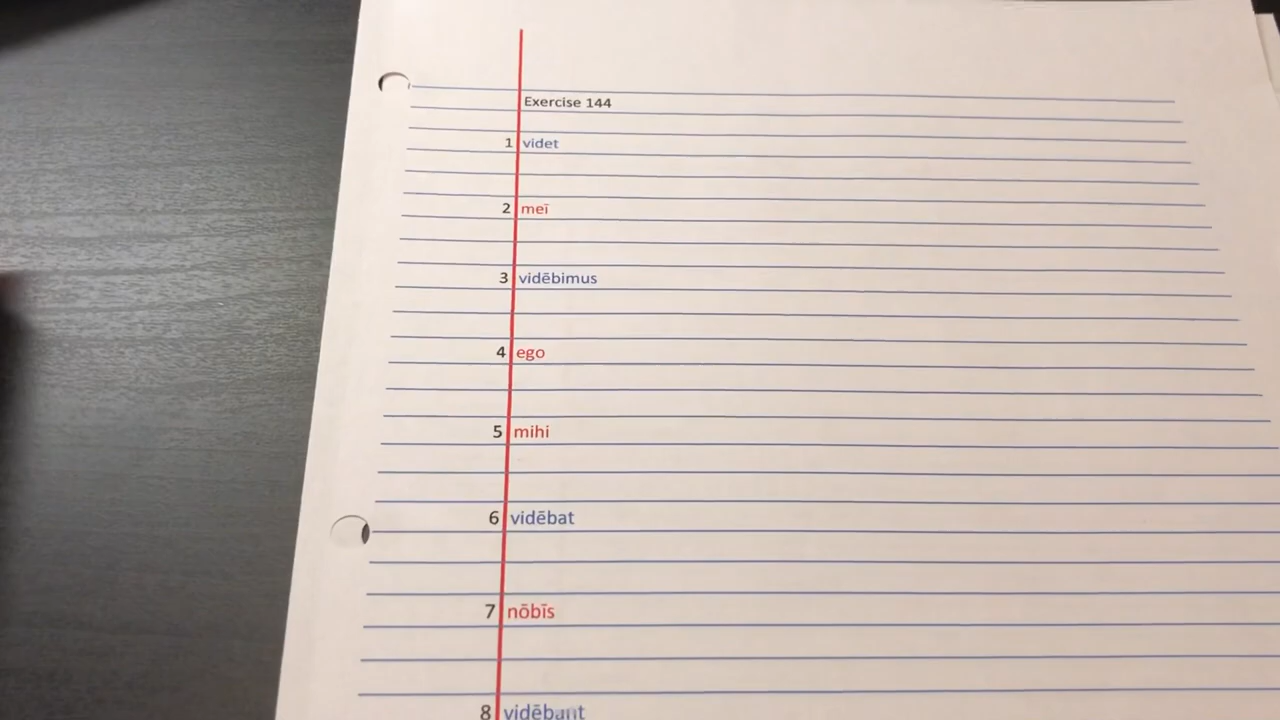 Exercise 144
1 videt
2 meī
3 vidēbimus
4 ego
5 mihi
6 vidēbat
7 nōbīs
8 vidēbant